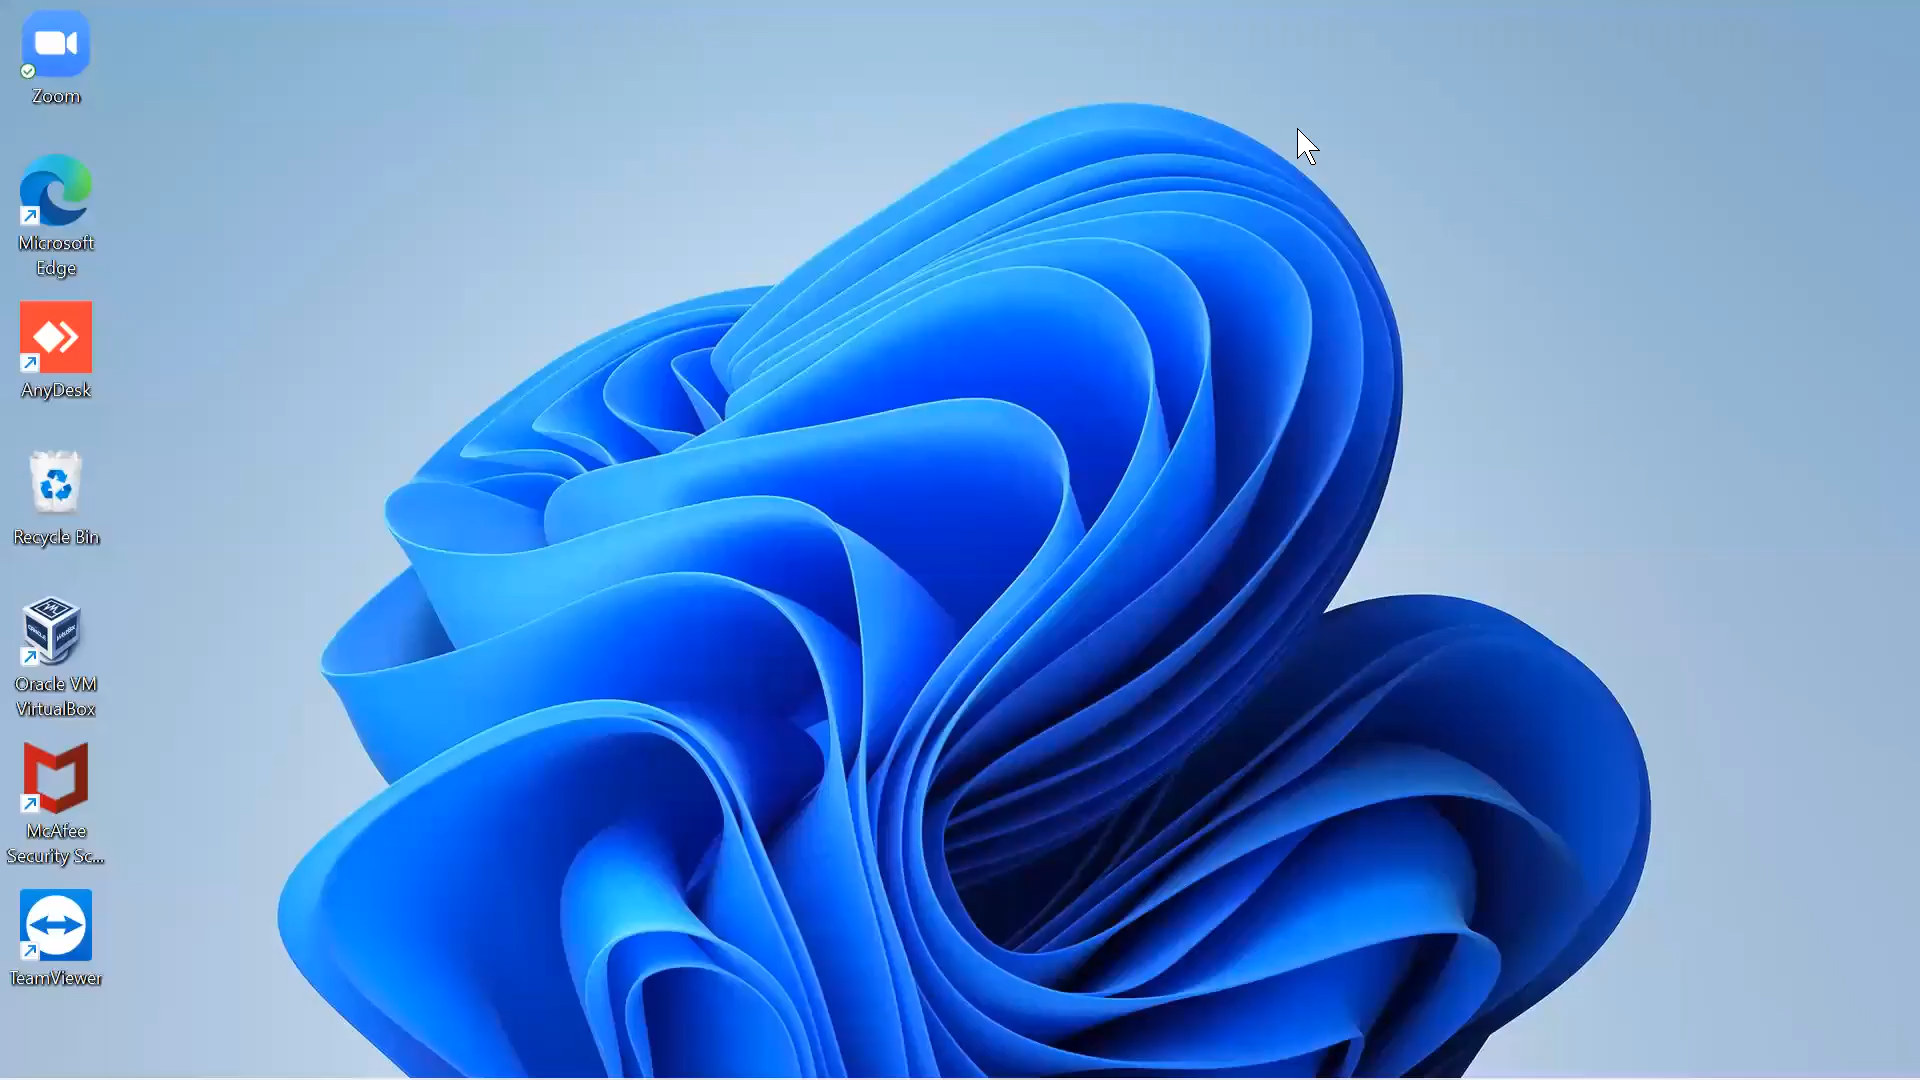 Zoom
Microsoft
Edge
AnyDesk
Recycle Bin
Oracle VM
VirtualBox
McAfee
Security Sc...
TeamViewer